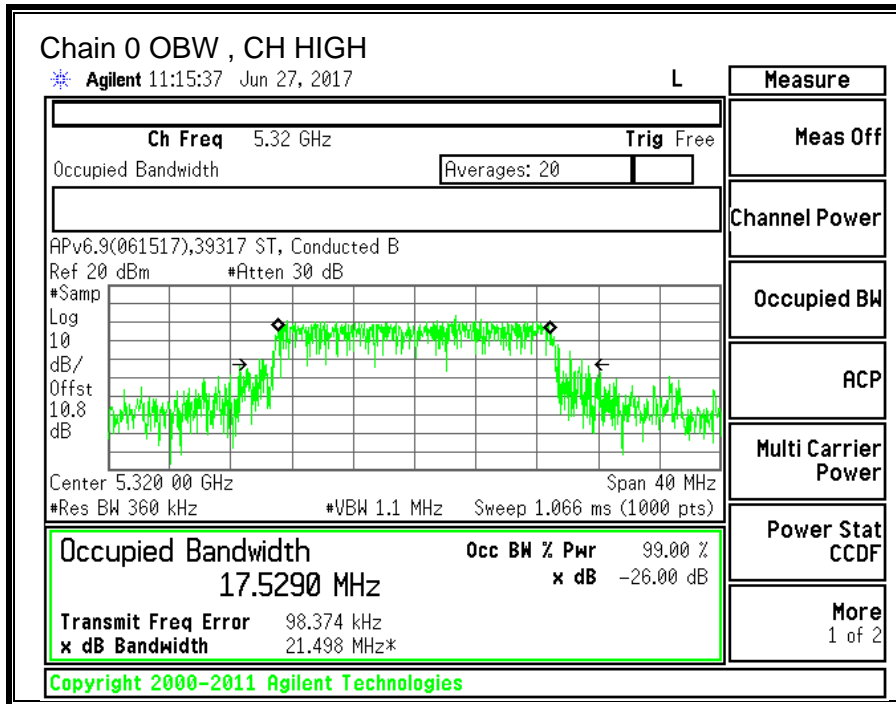 Chain 0 OBW , CH HIGH
Agilent 11:15:37 Jun 27, 2017 L
Measure
Ch Freq 5.32 GHz Trig Free
Meas Off
Occupied Bandwidth Averages: 20
Channel Power
APv6.9(061517),39317 ST, Conducted B
Ref 20 dBm #Atten 30 dB
#Samp
Log
10
dB/
Offst
10.8
dB
Occupied BW
ACP
Center 5.320 00 GHz Span 40 MHz
#Res BW 360 kHz #VBW 1.1 MHz Sweep 1.066 ms (1000 pts)
Multi Carrier
Power
Occupied Bandwidth Occ BW % Pwr 99.00 %
17.5290 MHz x dB -26.00 dB
Transmit Freq Error 98.374 kHz
x dB Bandwidth 21.498 MHz*
Power Stat
CCDF
More
1 of 2
Copyright 2000-2011 Agilent Technologies